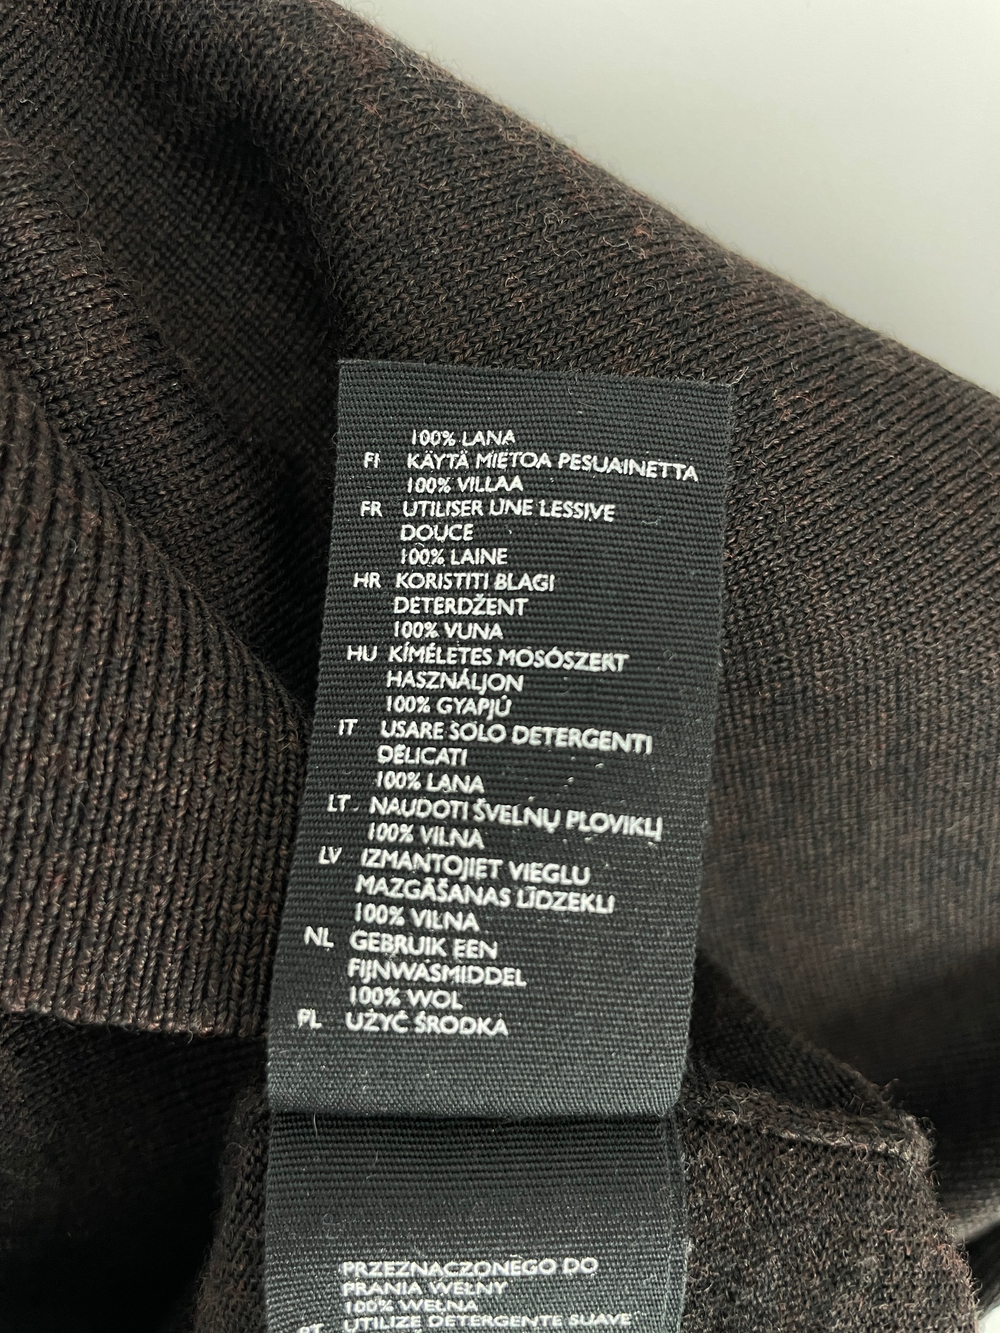 100% LANA
FI KÄYTÄ MIETOA PESUAINETTA
100% VILLAA
FR UTILISER UNE LESSIVE
DOUCE
100% LAINE
HR KORISTITI BLAGI
DETERDŽENT
100% VUNA
HU KÍMÉLETES MOSÓSZERT
HASZNÁLJON
100% GYAPJÚ
IT USARE SOLO DETERGENTI
DELICATI
100% LANA
LT NAUDOTI ŠVELNŲ PLOVIKLĮ
100% VILNA
LV IZMANTOJIET VIEGLU
MAZGĀŠANAS LĪDZEKLI
100% VILNA
NL GEBRUIK EEN
FIJNWASMIDDEL
100% WOL
PL UŻYĆ ŚRODKA
PRZEZNACZONEGO DO
PRANIA WEŁNY
100% WEŁNA
PT UTILIZE DETERGENTE SUAVE